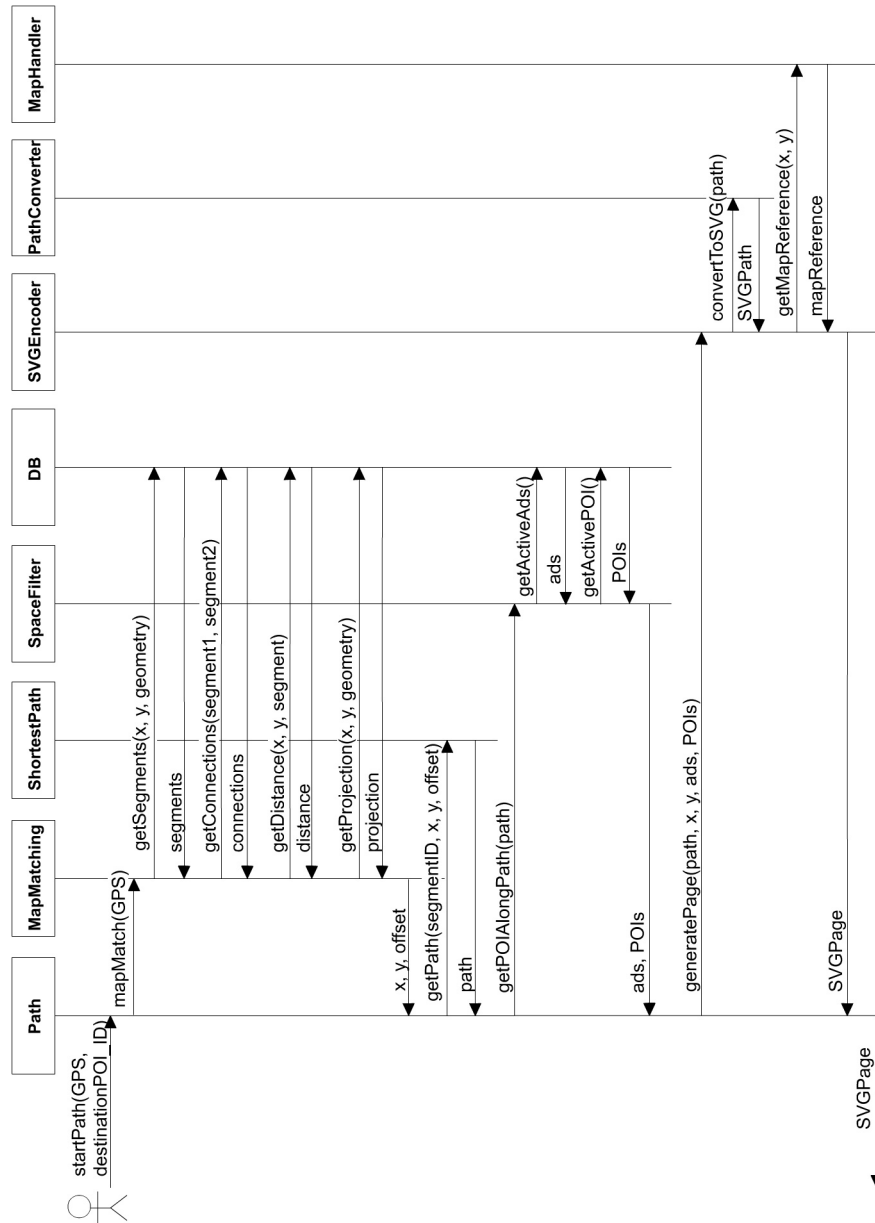 Path
MapMatching
ShortestPath
SpaceFilter
DB
SVGEncoder
PathConverter
MapHandler
startPath(GPS,
destinationPOI_ID)
mapMatch(GPS)
getSegments(x, y, geometry)
segments
getConnections(segment1, segment2)
connections
getDistance(x, y, segment)
distance
getProjection(x, y, geometry)
projection
x, y, offset
getPath(segmentID, x, y, offset)
path
getPOIAlongPath(path)
getActiveAds()
ads
getActivePOI()
POIs
ads, POIs
generatePage(path, x, y, ads, POIs)
convertToSVG(path)
SVGPath
getMapReference(x, y)
mapReference
SVGPage
SVGPage